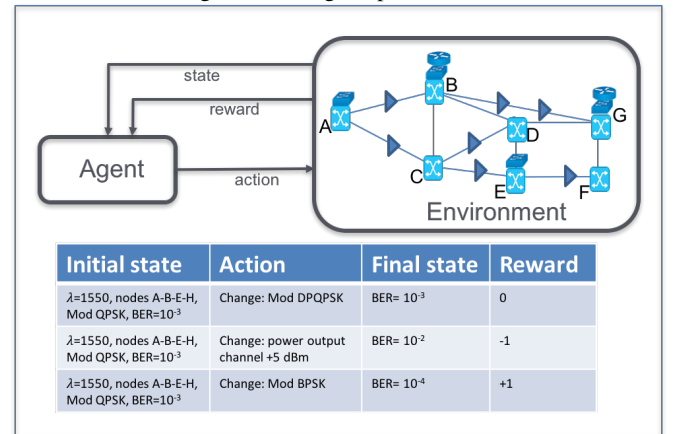 state
reward
Agent
action
A
B
C
D
E
F
G
Environment
Initial state Action Final state Reward
λ=1550, nodes A-B-E-H, Change: Mod DPQPSK BER= 10⁻³ 0
Mod QPSK, BER=10⁻³
λ=1550, nodes A-B-E-H, Change: power output BER= 10⁻² -1
Mod QPSK, BER=10⁻³ channel +5 dBm
λ=1550, nodes A-B-E-H, Change: Mod BPSK BER= 10⁻⁴ +1
Mod QPSK, BER=10⁻³